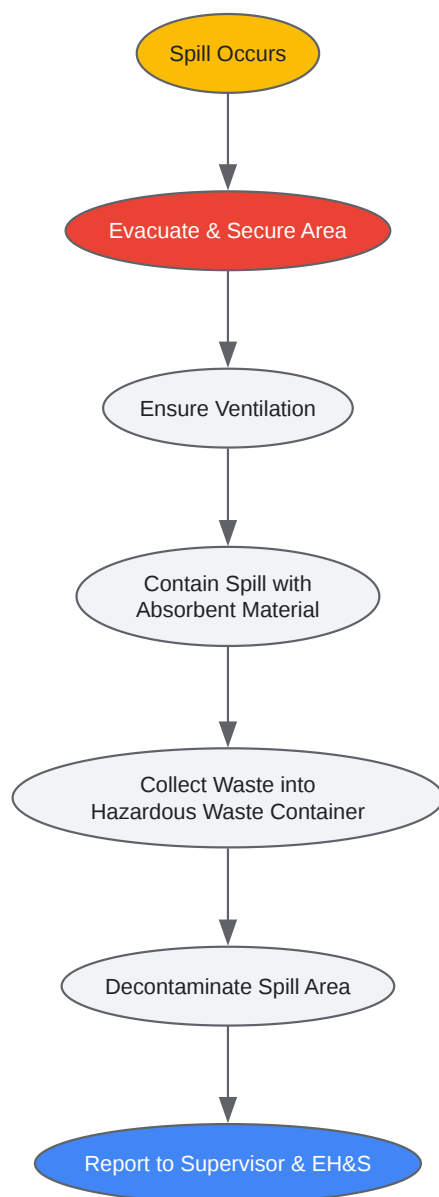 Spill Occurs
Evacuate & Secure Area
Ensure Ventilation
Contain Spill with
Absorbent Material
Collect Waste into
Hazardous Waste Container
Decontaminate Spill Area
Report to Supervisor & EH&S